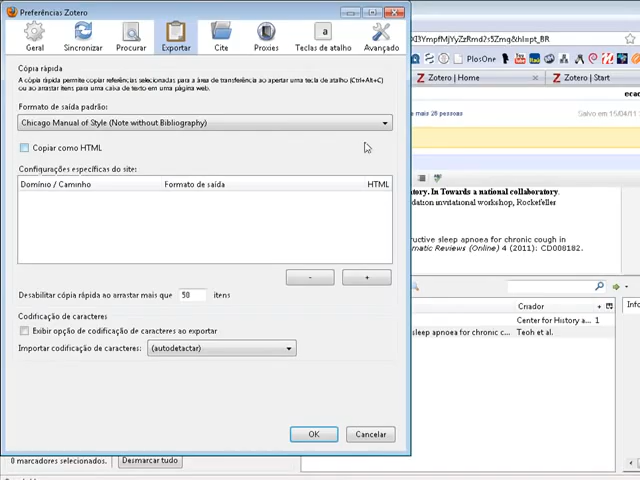 Preferências Zotero
Geral
Sincronizar
Procurar
Exportar
Cite
Proxies
Teclas de atalho
Avançado
Cópia rápida
A cópia rápida permite copiar referências selecionadas para a área de transferência ao apertar uma tecla de atalho (Ctrl+Alt+C)
ou ao arrastar itens para uma caixa de texto em uma página web.
Formato de saída padrão:
Chicago Manual of Style (Note without Bibliography)
Copiar como HTML
Configurações específicas do site:
Domínio / Caminho
Formato de saída
HTML
-
+
Desabilitar cópia rápida ao arrastar mais que 50 itens
Codificação de caracteres
Exibir opção de codificação de caracteres ao exportar
Importar codificação de caracteres: (autodetactar)
OK
Cancelar
0 marcadores selecionados.
Desmarcar tudo
&hl=pt_BR
PlosOne
Zotero | Home
Zotero | Start
ecao
mais 28 pessoas
Salvo em 15/04/11
tory. In Towards a national collaboratory.
dation invitational workshop, Rockefeller
ructive sleep apnoea for chronic cough in
matic Reviews (Online) 4 (2011): CD008182.
Criador
Info
Center for History a... 1
sleep apnoea for chronic c... Teoh et al.